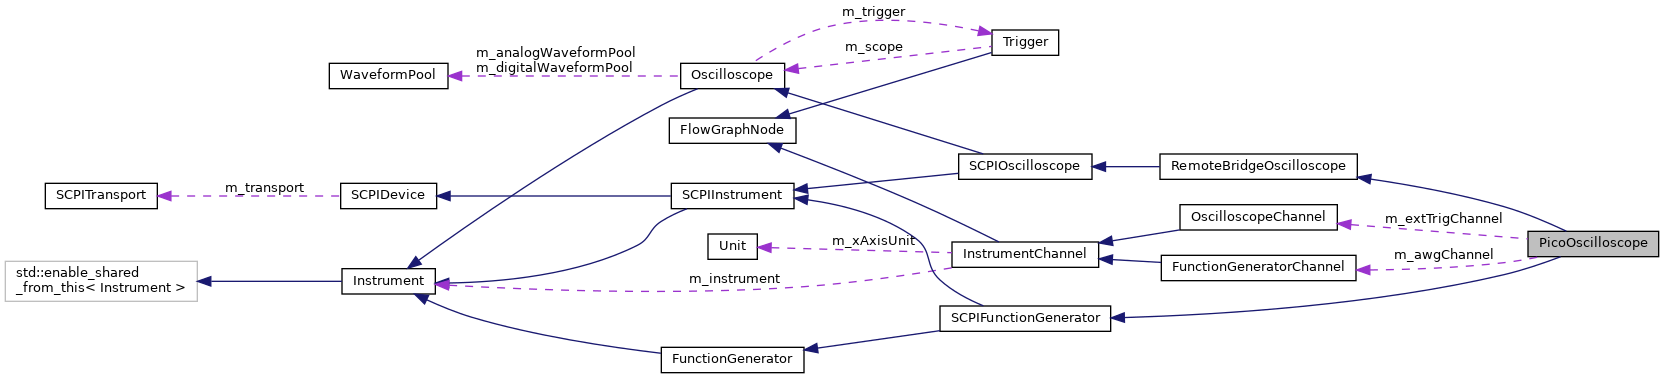 m_trigger
Trigger
m_scope
m_analogWaveformPool
m_digitalWaveformPool
WaveformPool
Oscilloscope
FlowGraphNode
SCPIOscilloscope
RemoteBridgeOscilloscope
SCPITransport
m_transport
SCPIDevice
SCPIInstrument
OscilloscopeChannel
m_extTrigChannel
PicoOscilloscope
Unit
m_xAxisUnit
InstrumentChannel
m_awgChannel
FunctionGeneratorChannel
std::enable_shared
_from_this< Instrument >
Instrument
m_instrument
SCPIFunctionGenerator
FunctionGenerator